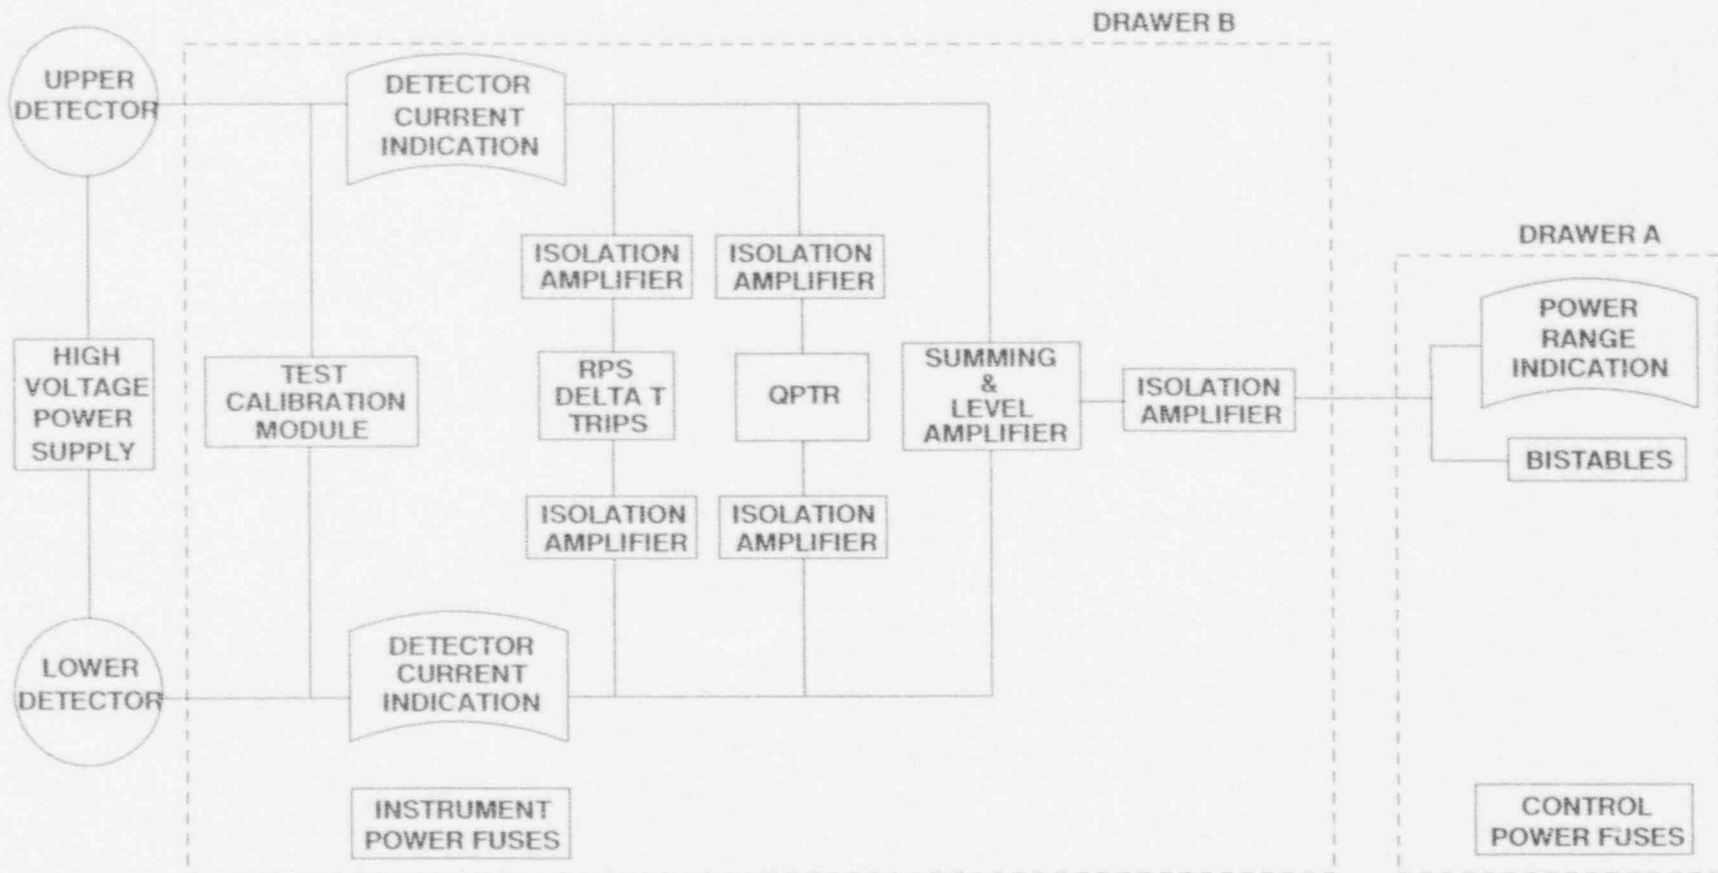 DRAWER B
UPPER
DETECTOR
DETECTOR
CURRENT
INDICATION
DRAWER A
ISOLATION
AMPLIFIER
ISOLATION
AMPLIFIER
POWER
RANGE
INDICATION
HIGH
VOLTAGE
POWER
SUPPLY
TEST
CALIBRATION
MODULE
RPS
DELTA T
TRIPS
QPTR
SUMMING
&
LEVEL
AMPLIFIER
ISOLATION
AMPLIFIER
BISTABLES
ISOLATION
AMPLIFIER
ISOLATION
AMPLIFIER
LOWER
DETECTOR
DETECTOR
CURRENT
INDICATION
INSTRUMENT
POWER FUSES
CONTROL
POWER FUSES